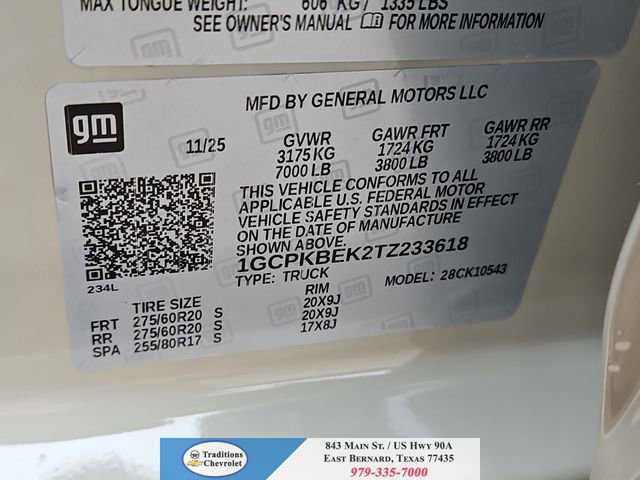 MAX TONGUE WEIGHT: 606 KG / 1335 LBS
SEE OWNER'S MANUAL FOR MORE INFORMATION
gm
MFD BY GENERAL MOTORS LLC
11/25 GVWR GAWR FRT GAWR RR
3175 KG 1724 KG 1724 KG
7000 LB 3800 LB 3800 LB
THIS VEHICLE CONFORMS TO ALL
APPLICABLE U.S. FEDERAL MOTOR
VEHICLE SAFETY STANDARDS IN EFFECT
ON THE DATE OF MANUFACTURE
SHOWN ABOVE.
1GCPKBEK2TZ233618
TYPE: TRUCK MODEL: 28CK10543
234L
TIRE SIZE RIM
FRT 275/60R20 S 20X9J
RR 275/60R20 S 20X9J
SPA 255/80R17 S 17X8J
Traditions
Chevrolet
843 MAIN ST. / US HWY 90A
EAST BERNARD, TEXAS 77435
979-335-7000